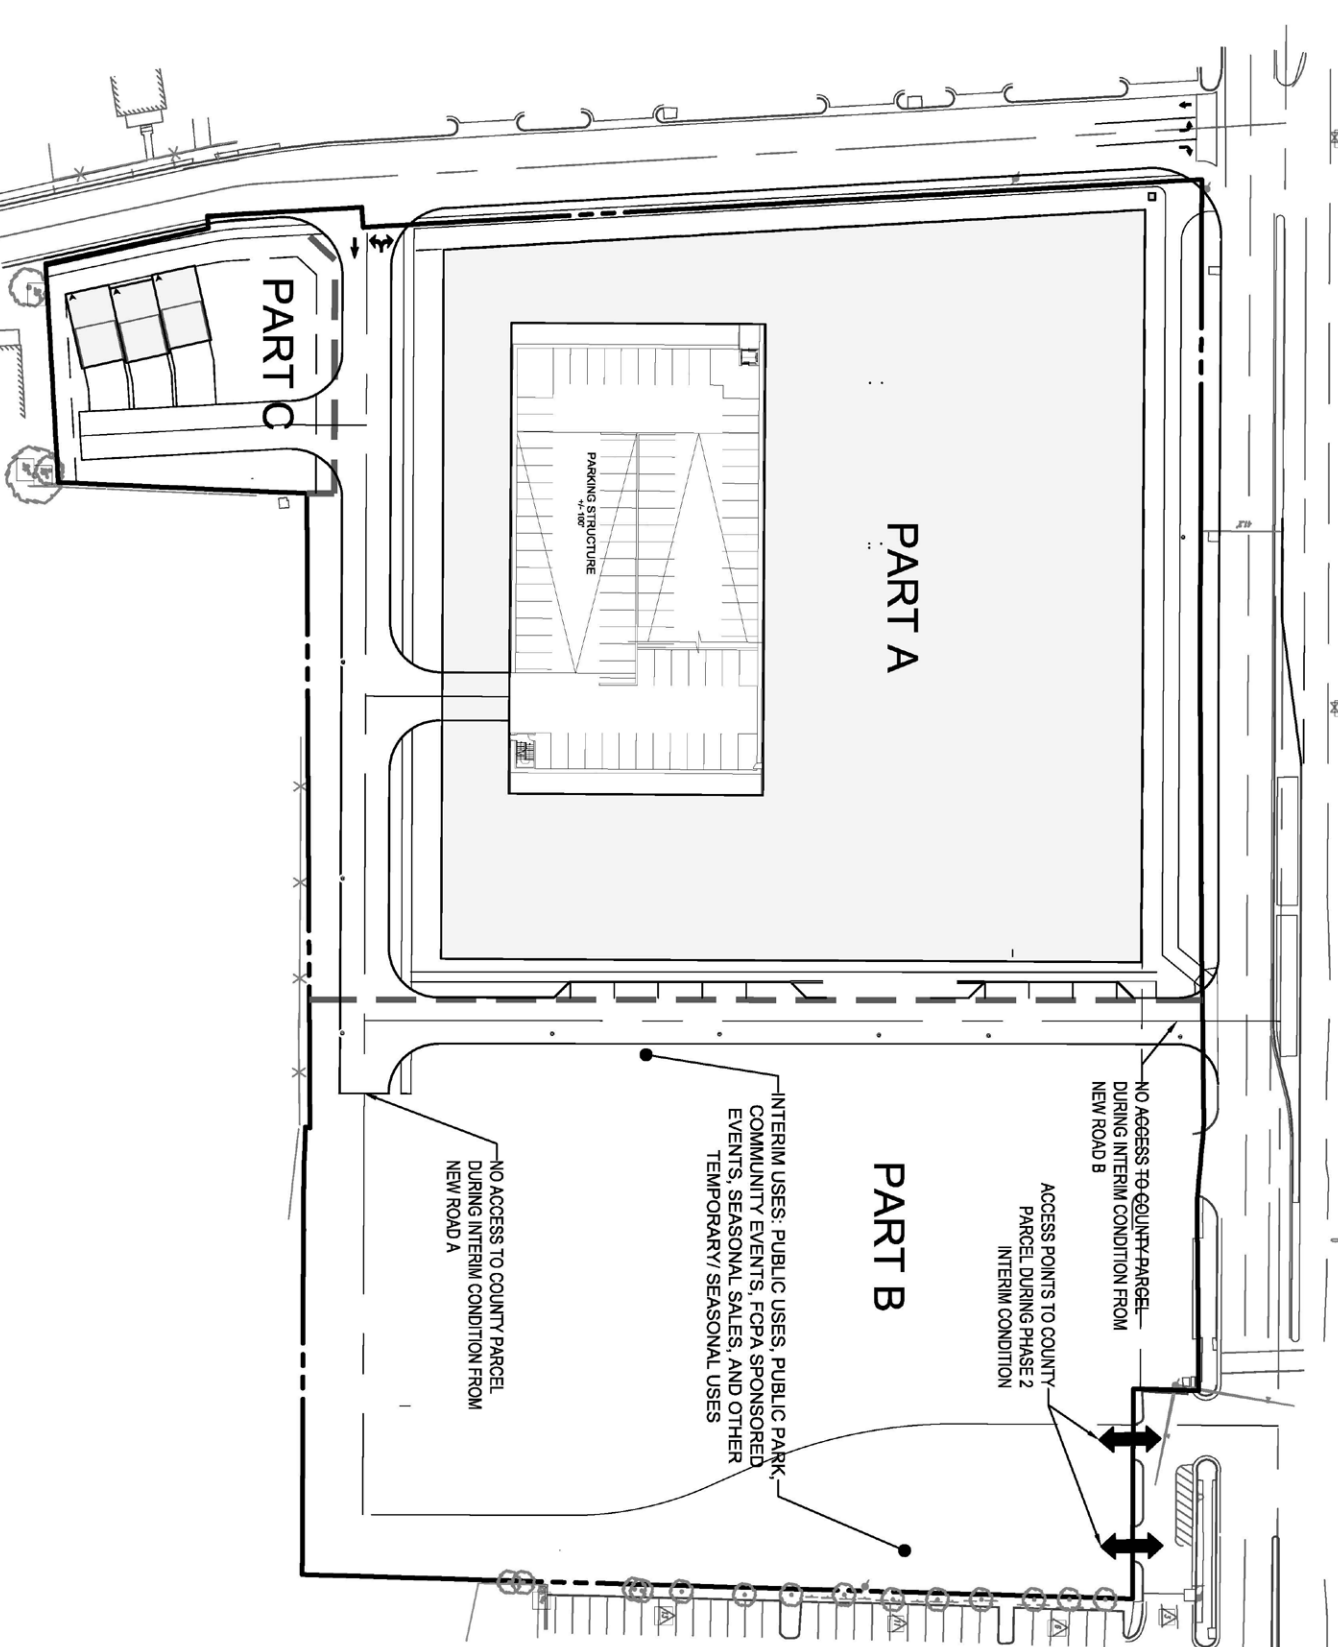 PART A
PARKING STRUCTURE
+/- 100'
PART C
PART B
NO ACCESS TO COUNTY PARCEL
DURING INTERIM CONDITION FROM
NEW ROAD B
ACCESS POINTS TO COUNTY
PARCEL DURING PHASE 2
INTERIM CONDITION
INTERIM USES: PUBLIC USES, PUBLIC PARK,
COMMUNITY EVENTS, FCPA SPONSORED
EVENTS, SEASONAL SALES, AND OTHER
TEMPORARY/ SEASONAL USES
NO ACCESS TO COUNTY PARCEL
DURING INTERIM CONDITION FROM
NEW ROAD A